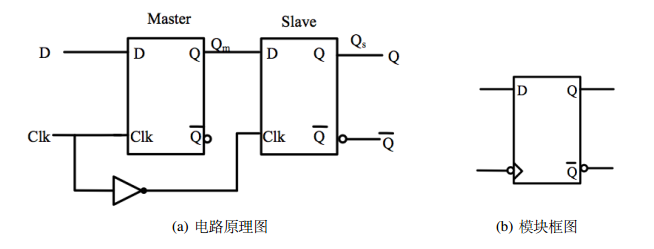 Master
Slave
D
D
Q
Qm
D
Q
Qs
Q
Clk
Clk
Q̅
Clk
Q̅
Q̅
D
Q
Q̅
(a) 电路原理图
(b) 模块框图